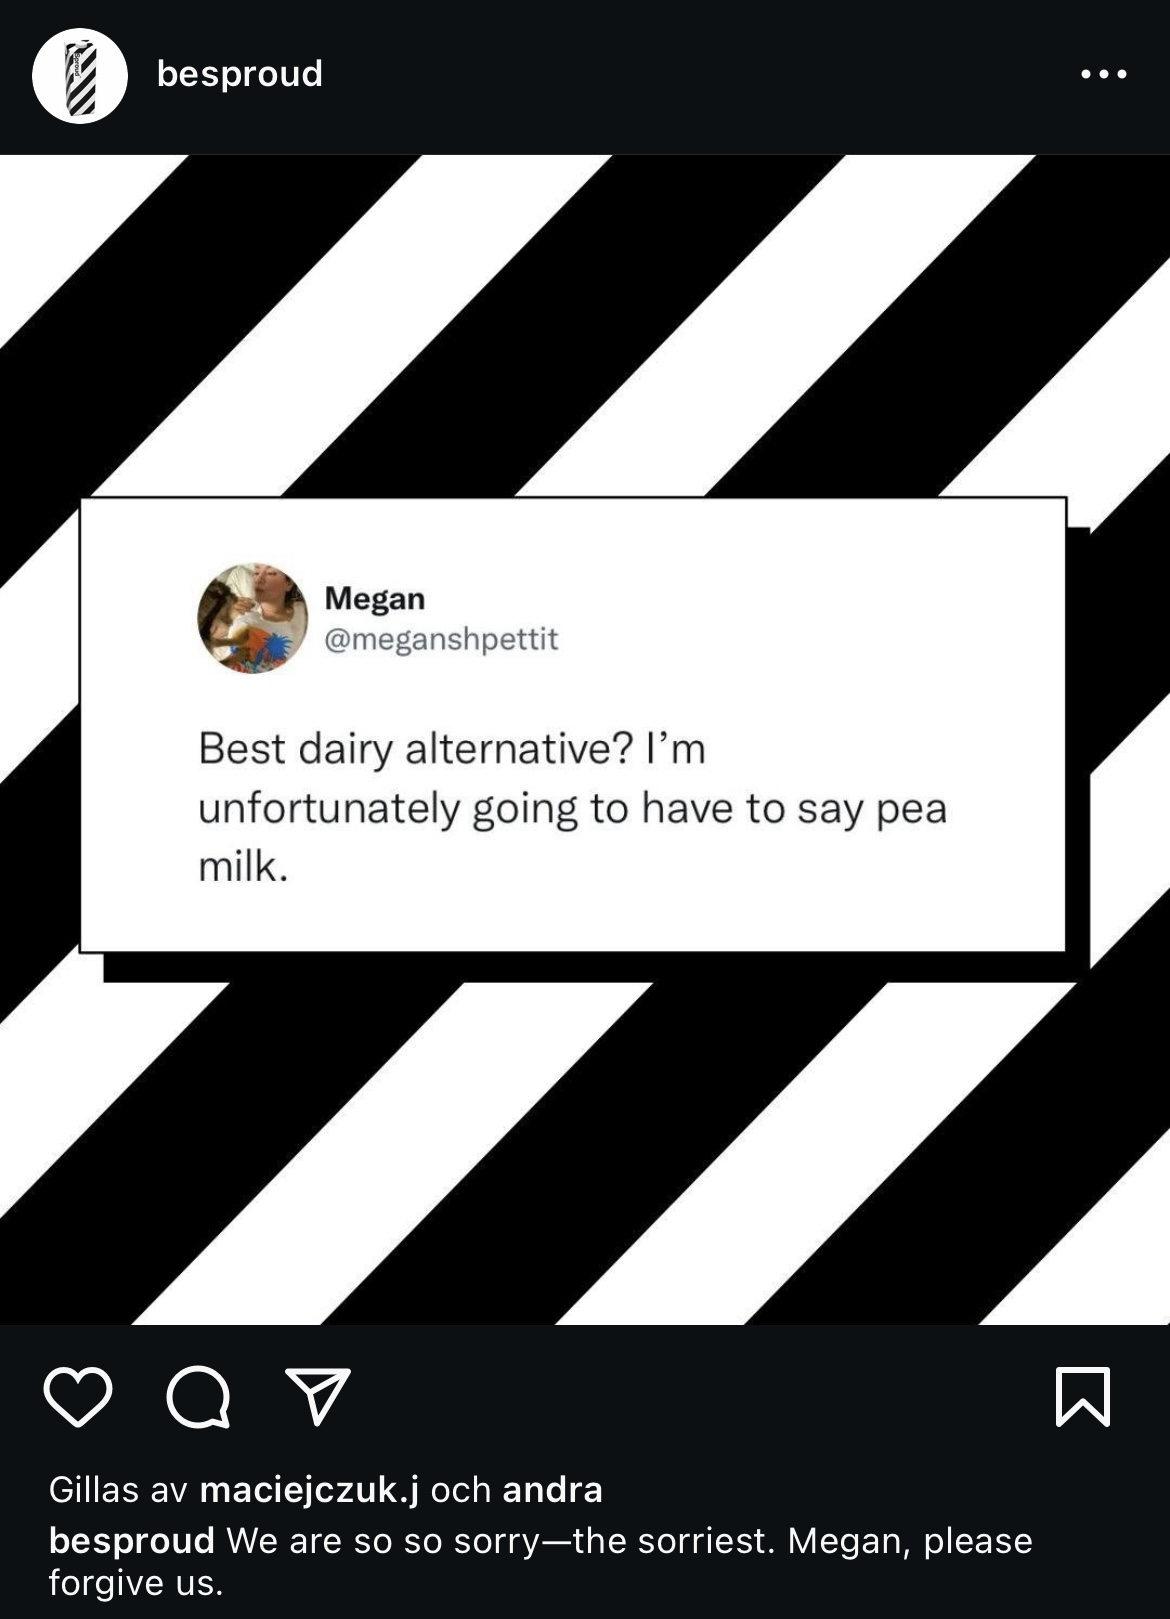 besproud
Sproud
Megan
@meganshpettit
Best dairy alternative? I’m
unfortunately going to have to say pea
milk.
Gillas av maciejczuk.j och andra
besproud We are so so sorry—the sorriest. Megan, please
forgive us.